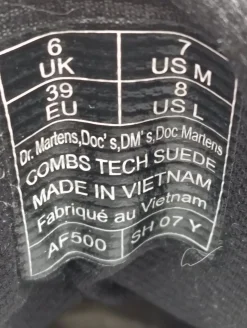 6 UK 7 US M
39 EU 8 US L
Dr. Martens,Doc's,DM's,Doc Martens
COMBS TECH SUEDE
MADE IN VIETNAM
Fabriqué au Vietnam
AF500 SH 07 Y